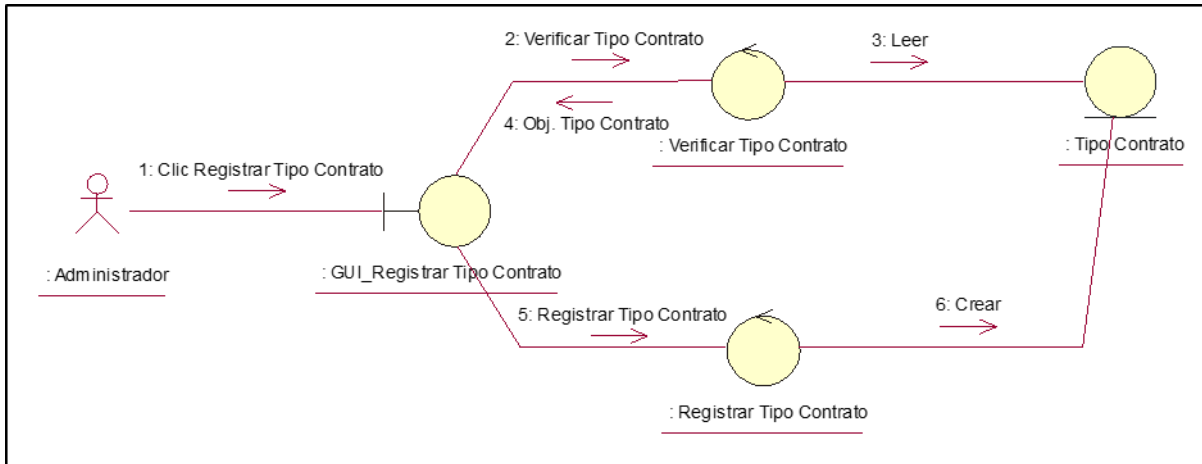 2: Verificar Tipo Contrato
3: Leer
4: Obj. Tipo Contrato
: Verificar Tipo Contrato
: Tipo Contrato
1: Clic Registrar Tipo Contrato
: Administrador
: GUI_Registrar Tipo Contrato
5: Registrar Tipo Contrato
6: Crear
: Registrar Tipo Contrato